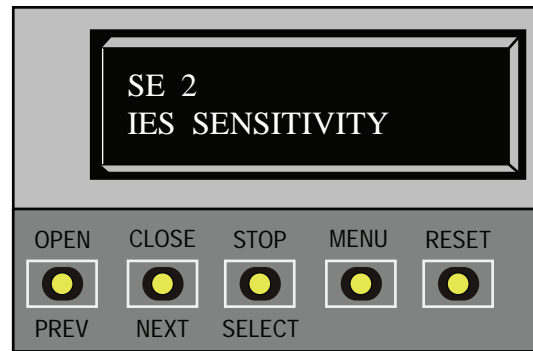 SE 2
IES SENSITIVITY
OPEN CLOSE STOP MENU RESET
PREV NEXT SELECT